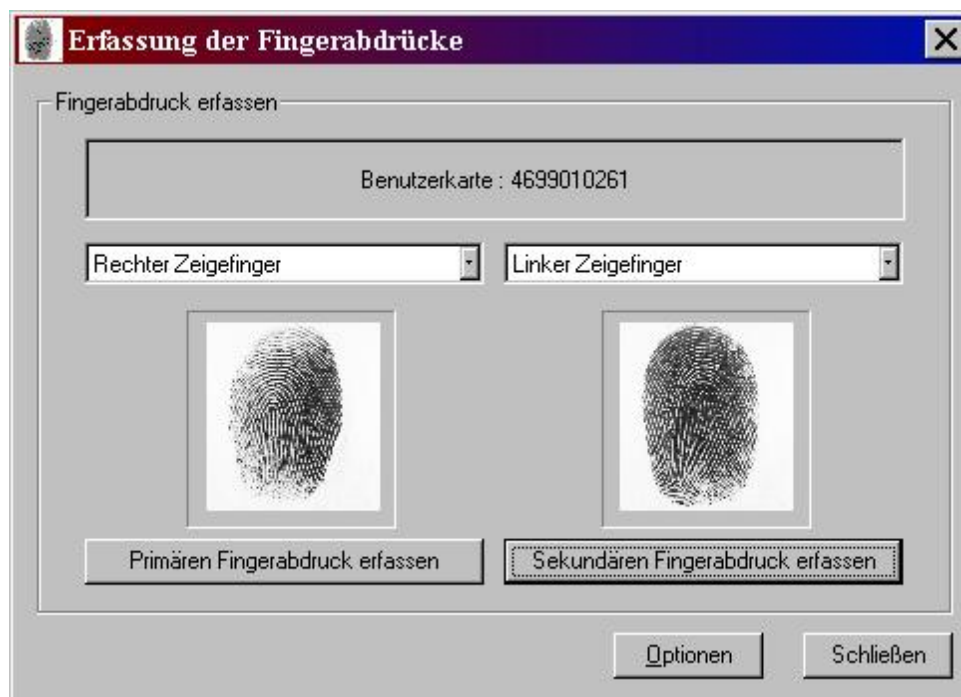 Erfassung der Fingerabdrücke
Fingerabdruck erfassen
Benutzerkarte : 4699010261
Rechter Zeigefinger
Linker Zeigefinger
Primären Fingerabdruck erfassen
Sekundären Fingerabdruck erfassen
Optionen
Schließen